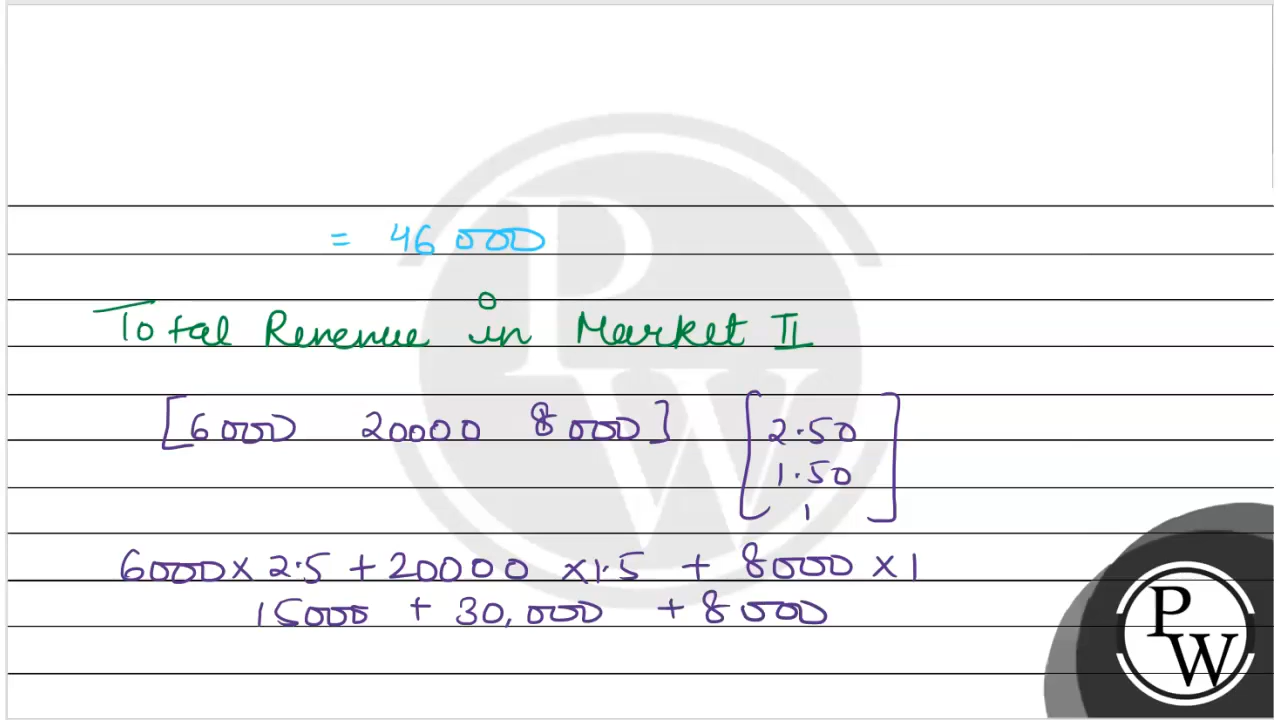 = 46000
Total Revenue in Market II
[6000 20000 8000] [2.50
1.50
1]
6000 × 2.5 + 20000 × 1.5 + 8000 × 1
15000 + 30,000 + 8000
P
W
P
W